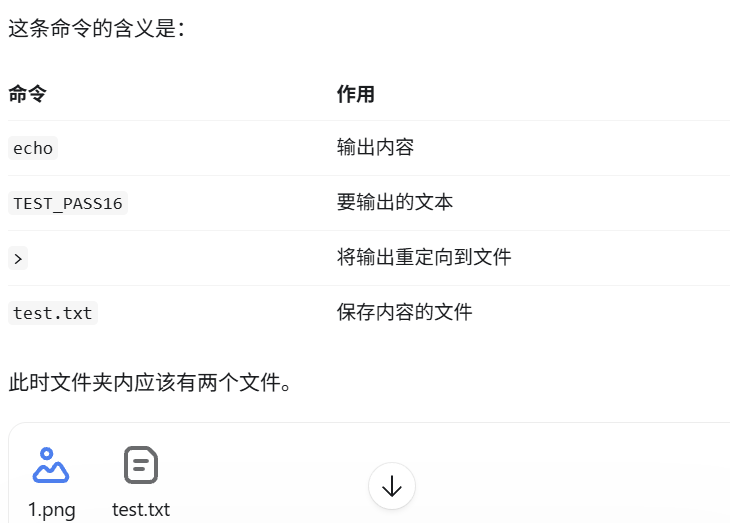 这条命令的含义是：
命令 作用
echo 输出内容
TEST_PASS16 要输出的文本
> 将输出重定向到文件
test.txt 保存内容的文件
此时文件夹内应该有两个文件。
1.png test.txt